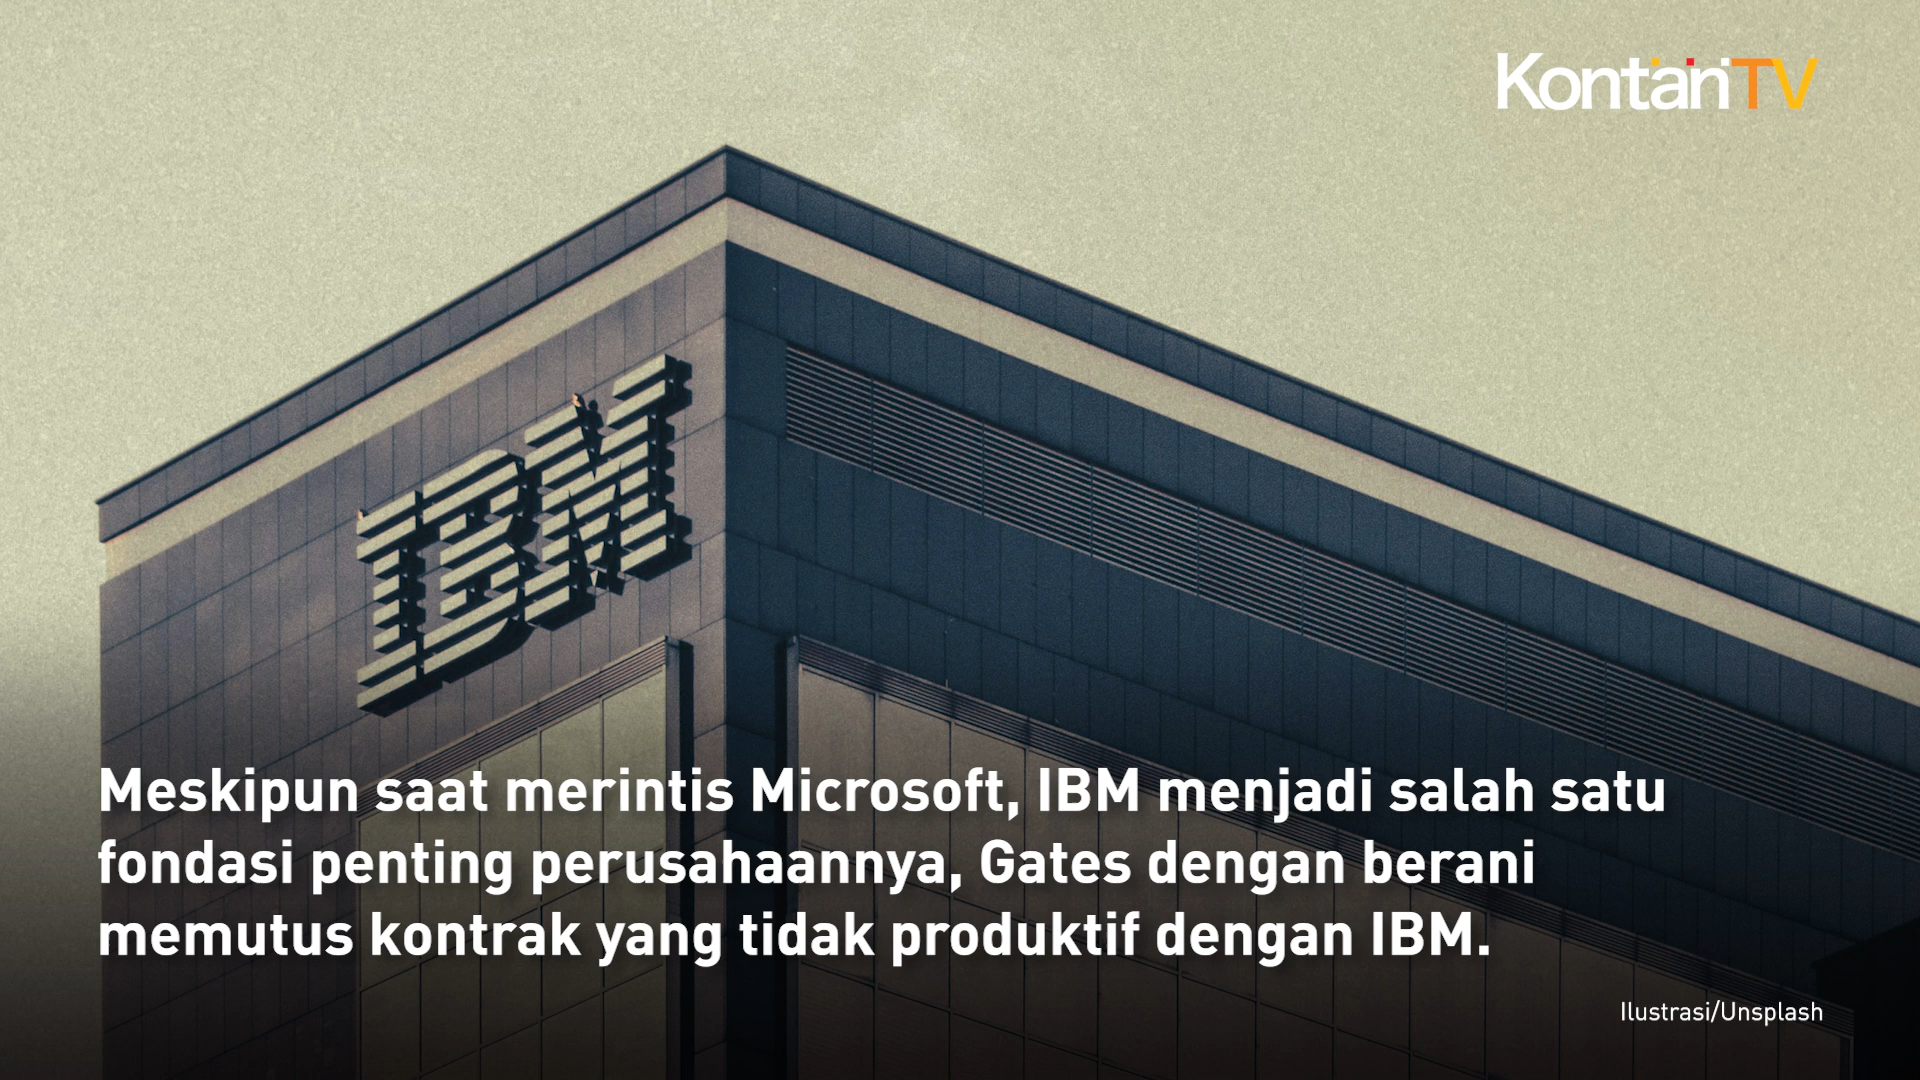 KontanTV
IBM
Meskipun saat merintis Microsoft, IBM menjadi salah satu
fondasi penting perusahaannya, Gates dengan berani
memutus kontrak yang tidak produktif dengan IBM.
Ilustrasi/Unsplash